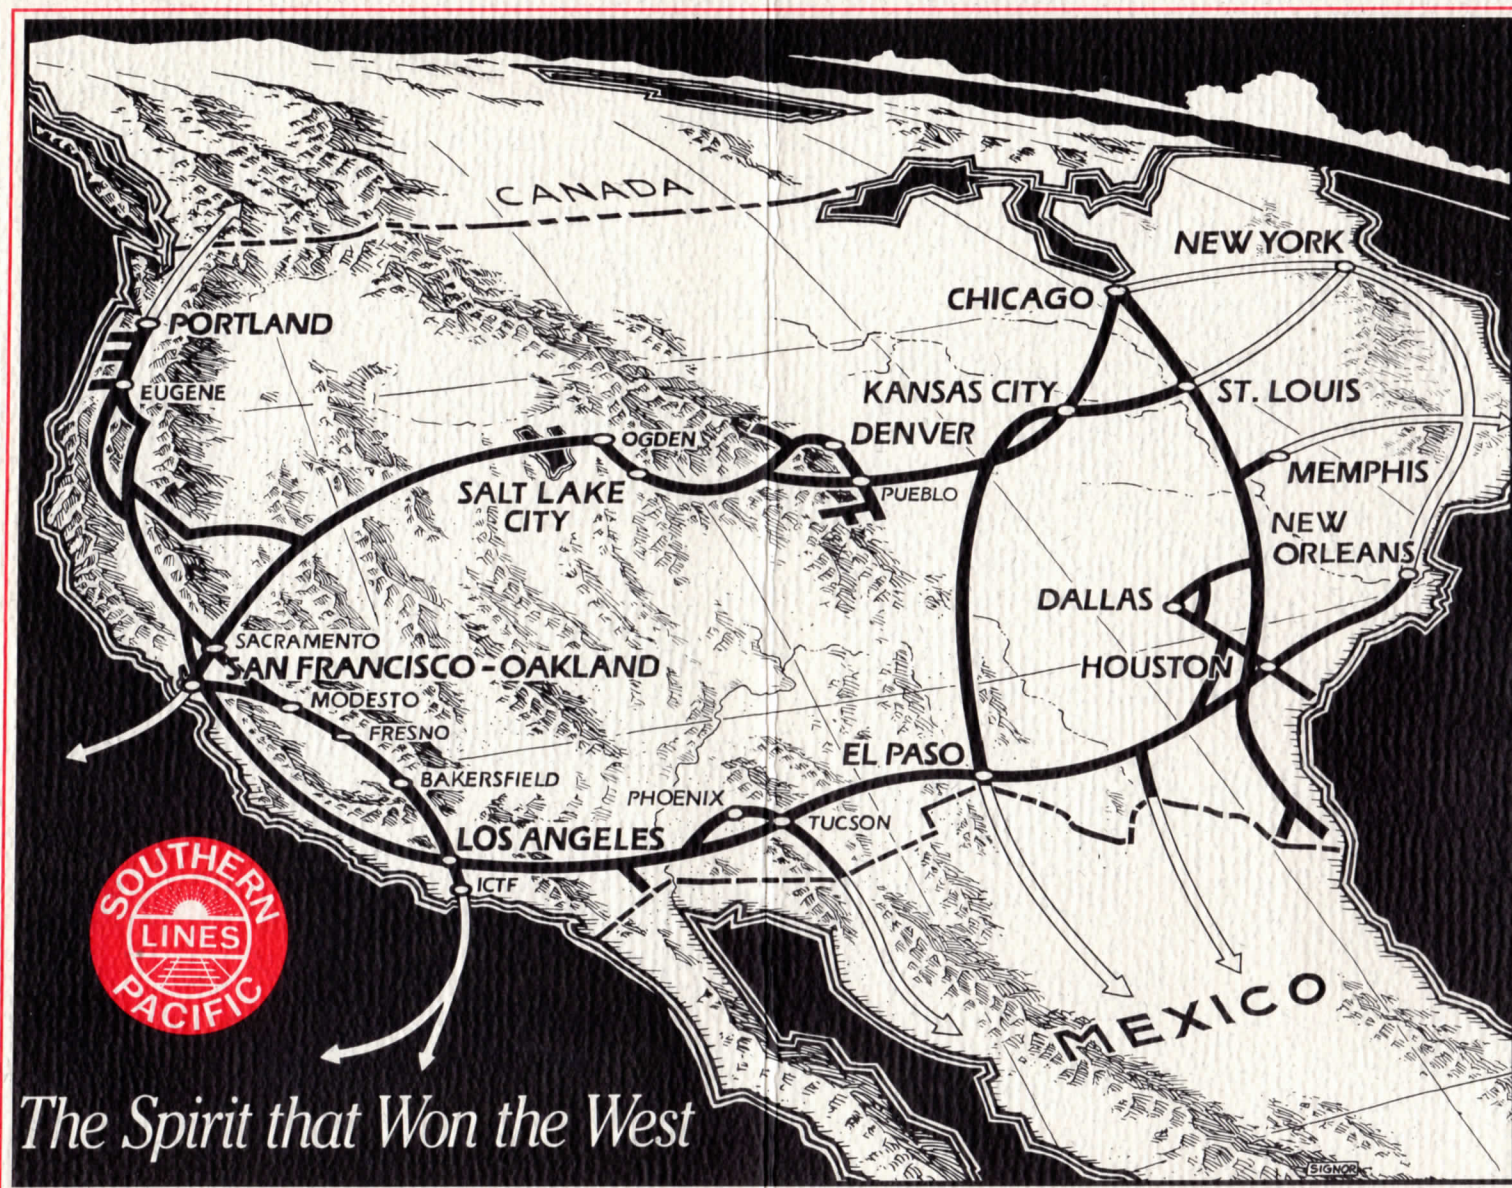 CANADA
NEW YORK
CHICAGO
PORTLAND
EUGENE
KANSAS CITY
ST. LOUIS
OGDEN
DENVER
SALT LAKE
CITY
PUEBLO
MEMPHIS
NEW
ORLEANS
DALLAS
SACRAMENTO
SAN FRANCISCO-OAKLAND
HOUSTON
MODESTO
FRESNO
EL PASO
BAKERSFIELD
PHOENIX
TUCSON
LOS ANGELES
ICTF
SOUTHERN
LINES
PACIFIC
MEXICO
The Spirit that Won the West
SIGNOR